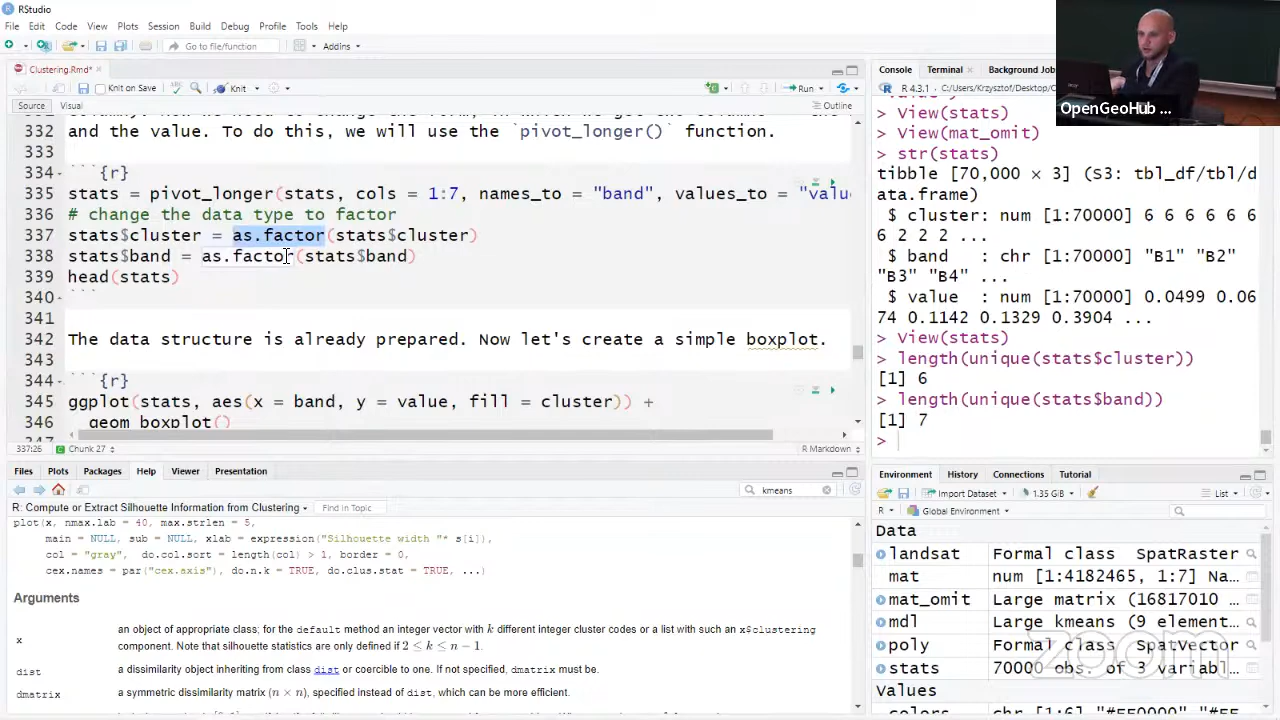 RStudio
File Edit Code View Plots Session Build Debug Profile Tools Help
Go to file/function Addins
Clustering.Rmd*
Knit on Save Knit Run
Source Visual Outline
332 and the value. To do this, we will use the `pivot_longer()` function.
333
334 ```{r}
335 stats = pivot_longer(stats, cols = 1:7, names_to = "band", values_to = "valu
336 # change the data type to factor
337 stats$cluster = as.factor(stats$cluster)
338 stats$band = as.factor(stats$band)
339 head(stats)
340 ```
341
342 The data structure is already prepared. Now let's create a simple boxplot.
343
344 ```{r}
345 ggplot(stats, aes(x = band, y = value, fill = cluster)) +
346 geom_boxplot()
337:26 Chunk 27 R Markdown
Files Plots Packages Help Viewer Presentation
kmeans
R: Compute or Extract Silhouette Information from Clustering Find in Topic
plot(x, nmax.lab = 40, max.strlen = 5,
main = NULL, sub = NULL, xlab = expression("Silhouette width "* s[i]),
col = "gray", do.col.sort = length(col) > 1, border = 0,
cex.names = par("cex.axis"), do.n.k = TRUE, do.clus.stat = TRUE, ...)
Arguments
x an object of appropriate class; for the default method an integer vector with k different integer cluster codes or a list with such an x$clustering
component. Note that silhouette statistics are only defined if 2 ≤ k ≤ n − 1.
dist a dissimilarity object inheriting from class dist or coercible to one. If not specified, dmatrix must be.
dmatrix a symmetric dissimilarity matrix (n × n), specified instead of dist, which can be more efficient.
Console Terminal Background Jobs
R 4.3.1 · C:/Users/Krzysztof/Desktop/
OpenGeoHub ...
> View(stats)
> View(mat_omit)
> str(stats)
tibble [70,000 × 3] (S3: tbl_df/tbl/d
ata.frame)
$ cluster: num [1:70000] 6 6 6 6 6 6
6 2 2 2 ...
$ band : chr [1:70000] "B1" "B2"
"B3" "B4" ...
$ value : num [1:70000] 0.0499 0.06
74 0.1142 0.1329 0.3904 ...
> View(stats)
> length(unique(stats$cluster))
[1] 6
> length(unique(stats$band))
[1] 7
>
Environment History Connections Tutorial
Import Dataset 1.35 GiB List
R Global Environment
Data
landsat Formal class SpatRaster
mat num [1:4182465, 1:7] Na…
mat_omit Large matrix (16817010 …
mdl Large kmeans (9 element…
poly Formal class SpatVector
stats 70000 obs. of 3 variabl…
Values
colors chr [1:6] "#FF0000" "#FF…
STREAMYARD